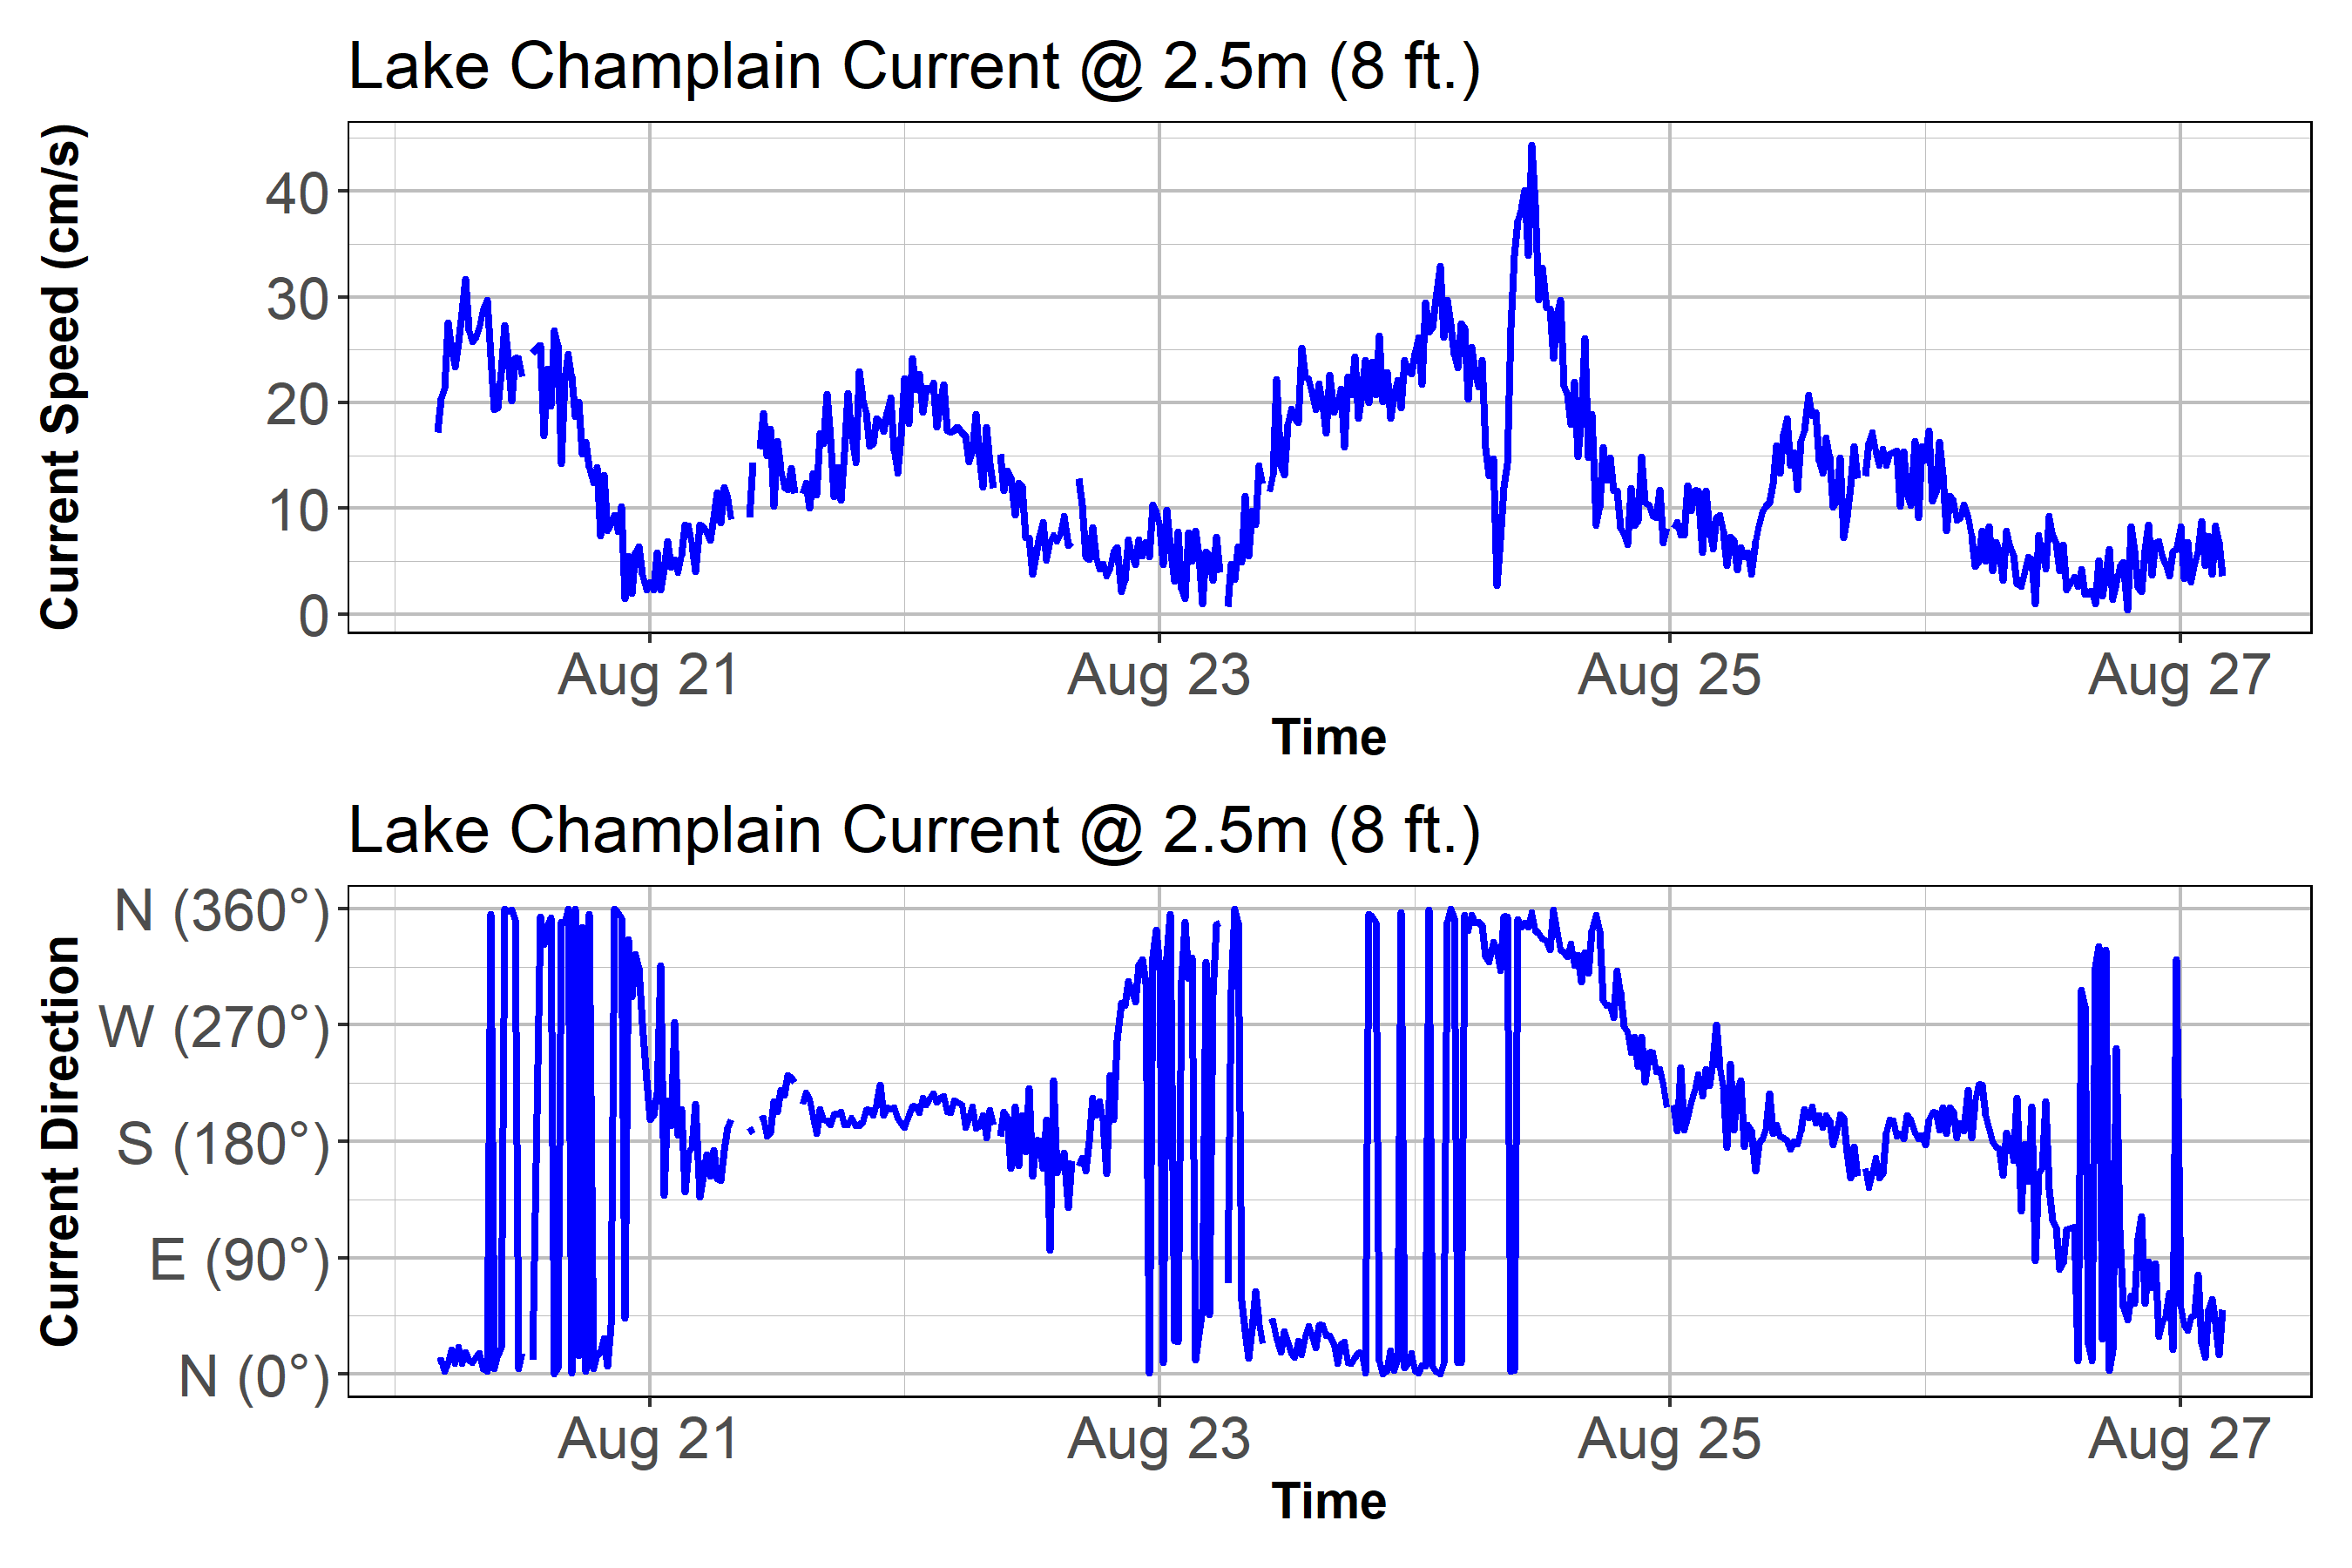 Lake Champlain Current @ 2.5m (8 ft.)
Current Speed (cm/s)
40
30
20
10
0
Aug 21
Aug 23
Aug 25
Aug 27
Time
Lake Champlain Current @ 2.5m (8 ft.)
Current Direction
N (360°)
W (270°)
S (180°)
E (90°)
N (0°)
Aug 21
Aug 23
Aug 25
Aug 27
Time